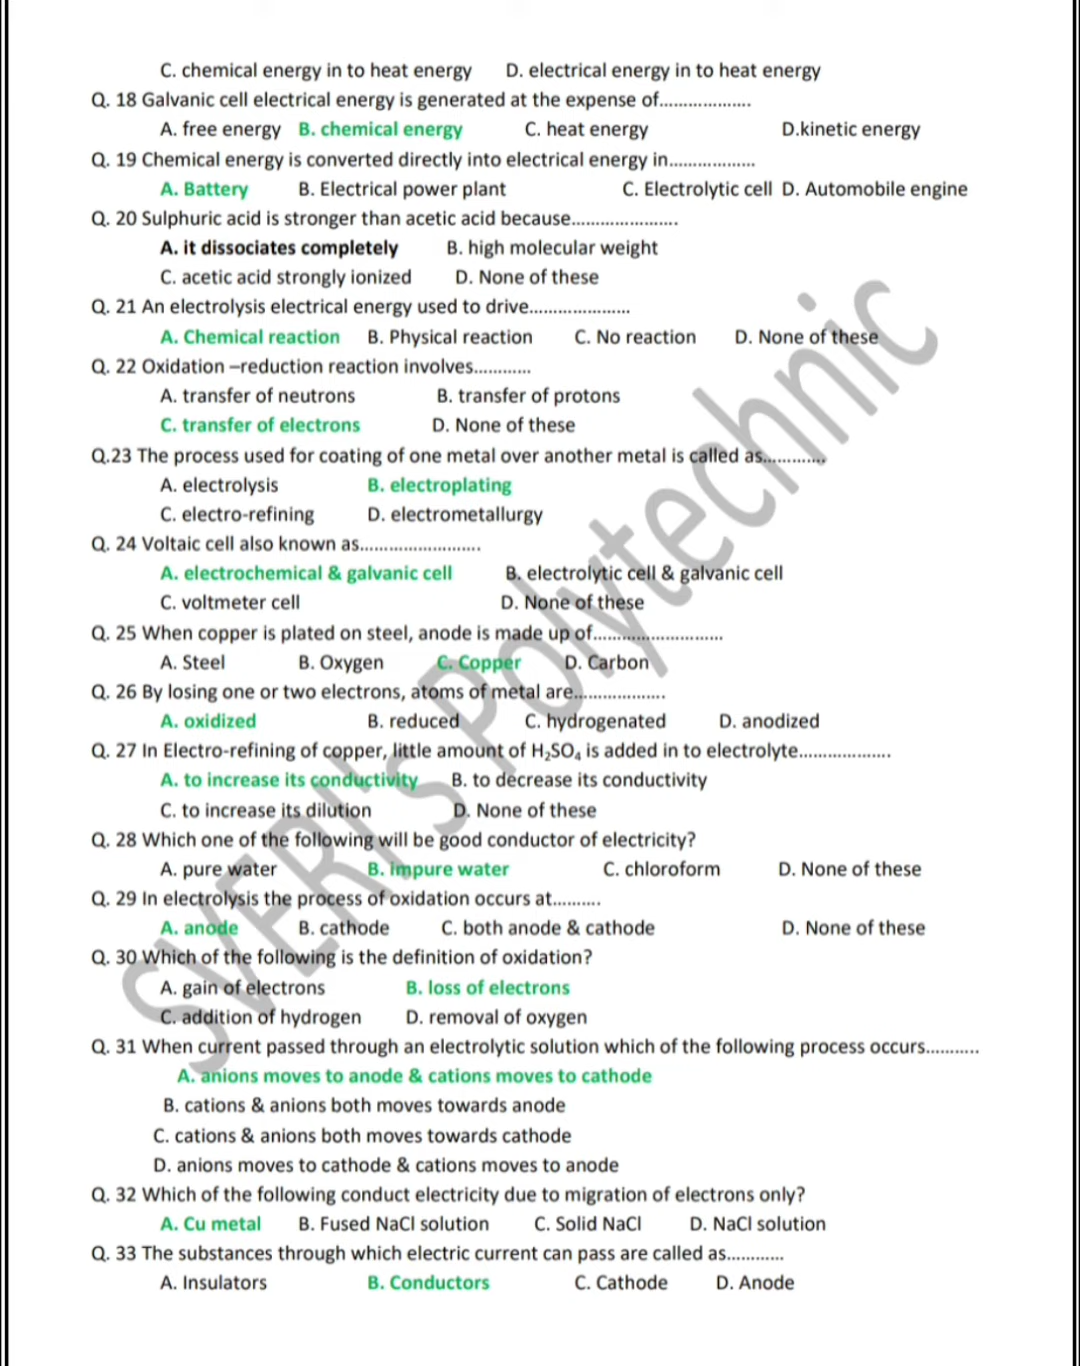 C. chemical energy in to heat energy D. electrical energy in to heat energy
Q. 18 Galvanic cell electrical energy is generated at the expense of...................
A. free energy B. chemical energy C. heat energy D.kinetic energy
Q. 19 Chemical energy is converted directly into electrical energy in..................
A. Battery B. Electrical power plant C. Electrolytic cell D. Automobile engine
Q. 20 Sulphuric acid is stronger than acetic acid because......................
A. it dissociates completely B. high molecular weight
C. acetic acid strongly ionized D. None of these
Q. 21 An electrolysis electrical energy used to drive.....................
A. Chemical reaction B. Physical reaction C. No reaction D. None of these
Q. 22 Oxidation –reduction reaction involves............
A. transfer of neutrons B. transfer of protons
C. transfer of electrons D. None of these
Q.23 The process used for coating of one metal over another metal is called as.............
A. electrolysis B. electroplating
C. electro-refining D. electrometallurgy
Q. 24 Voltaic cell also known as.........................
A. electrochemical & galvanic cell B. electrolytic cell & galvanic cell
C. voltmeter cell D. None of these
Q. 25 When copper is plated on steel, anode is made up of...........................
A. Steel B. Oxygen C. Copper D. Carbon
Q. 26 By losing one or two electrons, atoms of metal are...................
A. oxidized B. reduced C. hydrogenated D. anodized
Q. 27 In Electro-refining of copper, little amount of H₂SO₄ is added in to electrolyte...................
A. to increase its conductivity B. to decrease its conductivity
C. to increase its dilution D. None of these
Q. 28 Which one of the following will be good conductor of electricity?
A. pure water B. impure water C. chloroform D. None of these
Q. 29 In electrolysis the process of oxidation occurs at..........
A. anode B. cathode C. both anode & cathode D. None of these
Q. 30 Which of the following is the definition of oxidation?
A. gain of electrons B. loss of electrons
C. addition of hydrogen D. removal of oxygen
Q. 31 When current passed through an electrolytic solution which of the following process occurs...........
A. anions moves to anode & cations moves to cathode
B. cations & anions both moves towards anode
C. cations & anions both moves towards cathode
D. anions moves to cathode & cations moves to anode
Q. 32 Which of the following conduct electricity due to migration of electrons only?
A. Cu metal B. Fused NaCl solution C. Solid NaCl D. NaCl solution
Q. 33 The substances through which electric current can pass are called as............
A. Insulators B. Conductors C. Cathode D. Anode
SVERI's Polytechnic